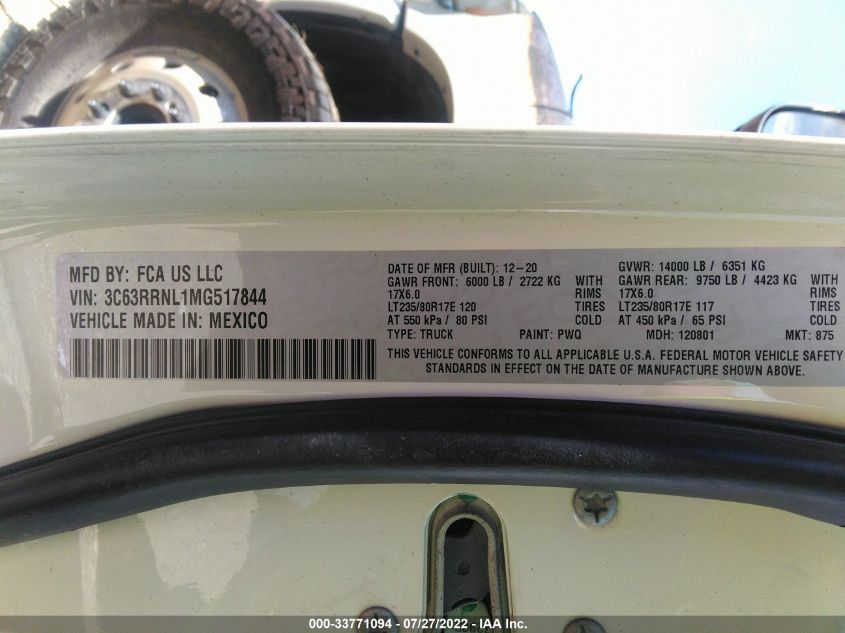 MFD BY: FCA US LLC
VIN: 3C63RRNL1MG517844
VEHICLE MADE IN: MEXICO
DATE OF MFR (BUILT): 12-20 GVWR: 14000 LB / 6351 KG
GAWR FRONT: 6000 LB / 2722 KG WITH GAWR REAR: 9750 LB / 4423 KG WITH
17X6.0 RIMS 17X6.0 RIMS
LT235/80R17E 120 TIRES LT235/80R17E 117 TIRES
AT 550 kPa / 80 PSI COLD AT 450 kPa / 65 PSI COLD
TYPE: TRUCK PAINT: PWQ MDH: 120801 MKT: 875
THIS VEHICLE CONFORMS TO ALL APPLICABLE U.S.A. FEDERAL MOTOR VEHICLE SAFETY
STANDARDS IN EFFECT ON THE DATE OF MANUFACTURE SHOWN ABOVE.
000-33771094 - 07/27/2022 - IAA Inc.